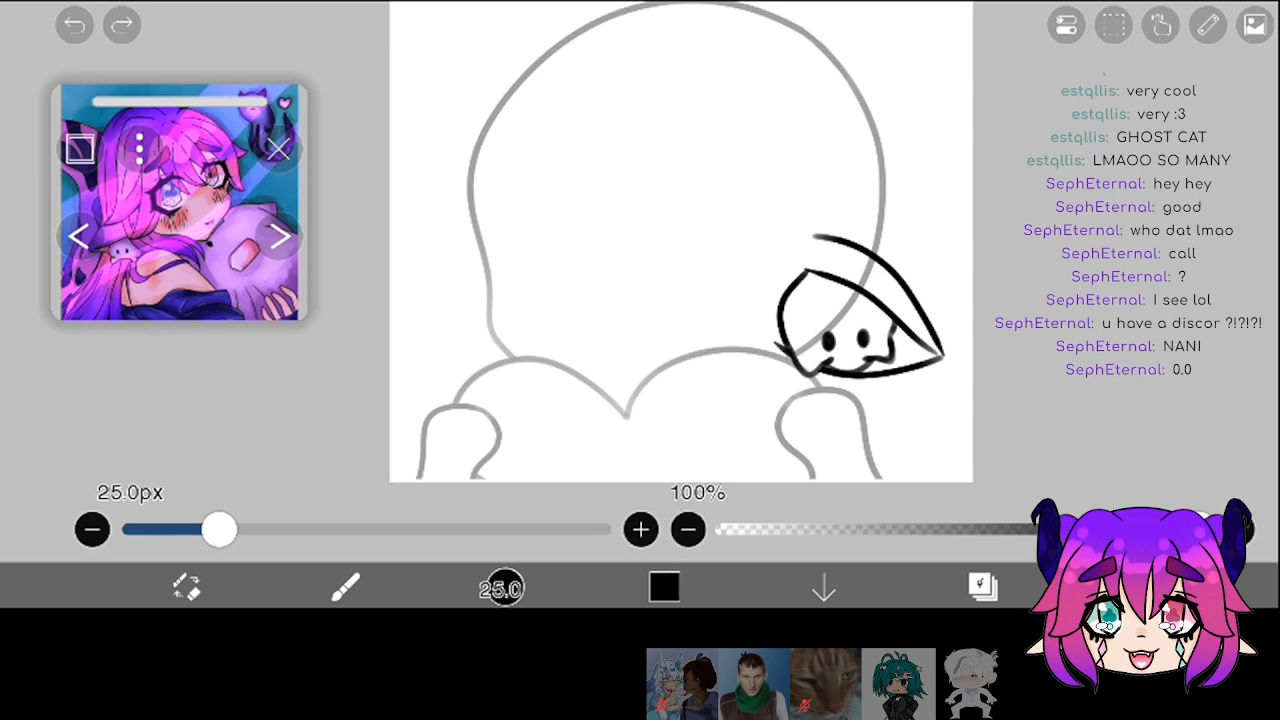 estqllis: very cool
estqllis: very :3
estqllis: GHOST CAT
estqllis: LMAOO SO MANY
SephEternal: hey hey
SephEternal: good
SephEternal: who dat lmao
SephEternal: call
SephEternal: ?
SephEternal: I see lol
SephEternal: u have a discor ?!?!?!
SephEternal: NANI
SephEternal: 0.0
25.0px
100%
25.0